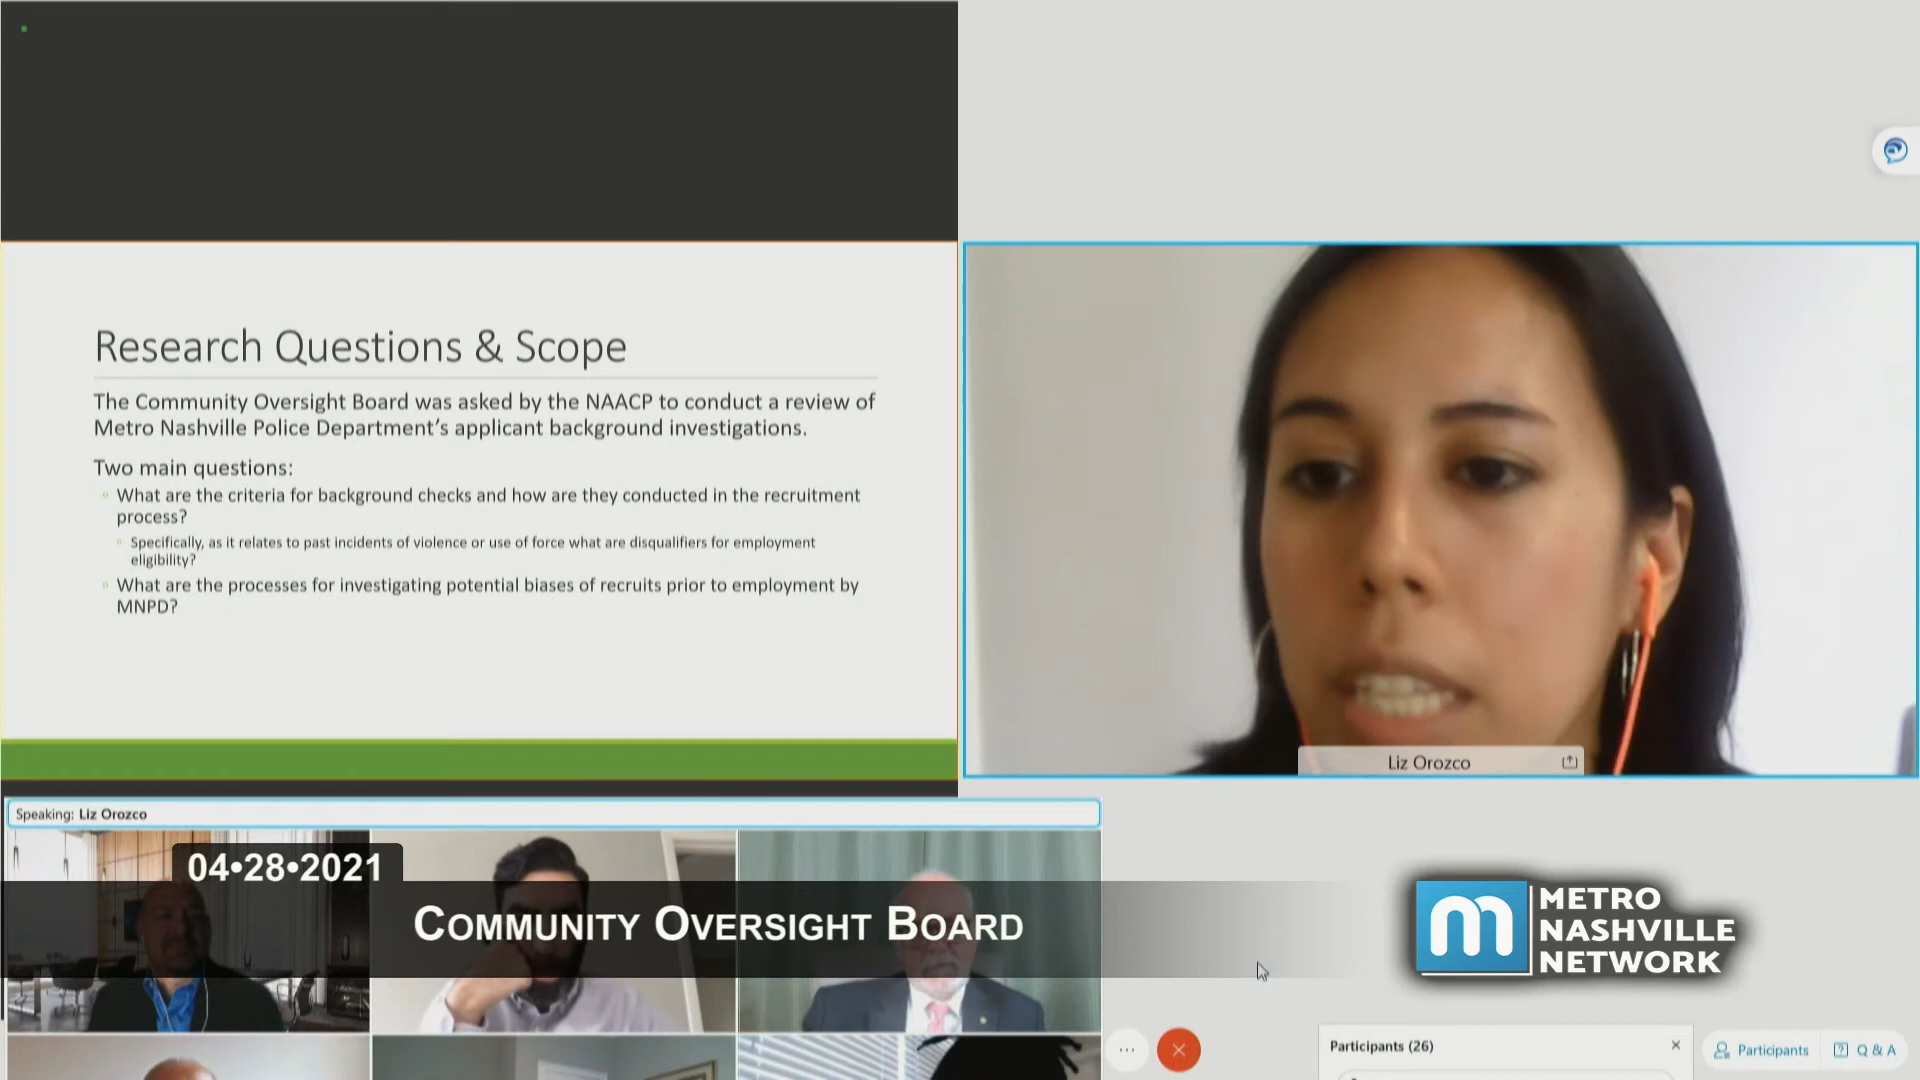 Research Questions & Scope
The Community Oversight Board was asked by the NAACP to conduct a review of
Metro Nashville Police Department's applicant background investigations.
Two main questions:
What are the criteria for background checks and how are they conducted in the recruitment
process?
Specifically, as it relates to past incidents of violence or use of force what are disqualifiers for employment
eligibility?
What are the processes for investigating potential biases of recruits prior to employment by
MNPD?
Liz Orozco
Speaking: Liz Orozco
04•28•2021
COMMUNITY OVERSIGHT BOARD
m
METRO
NASHVILLE
NETWORK
Participants (26)
Participants
Q & A